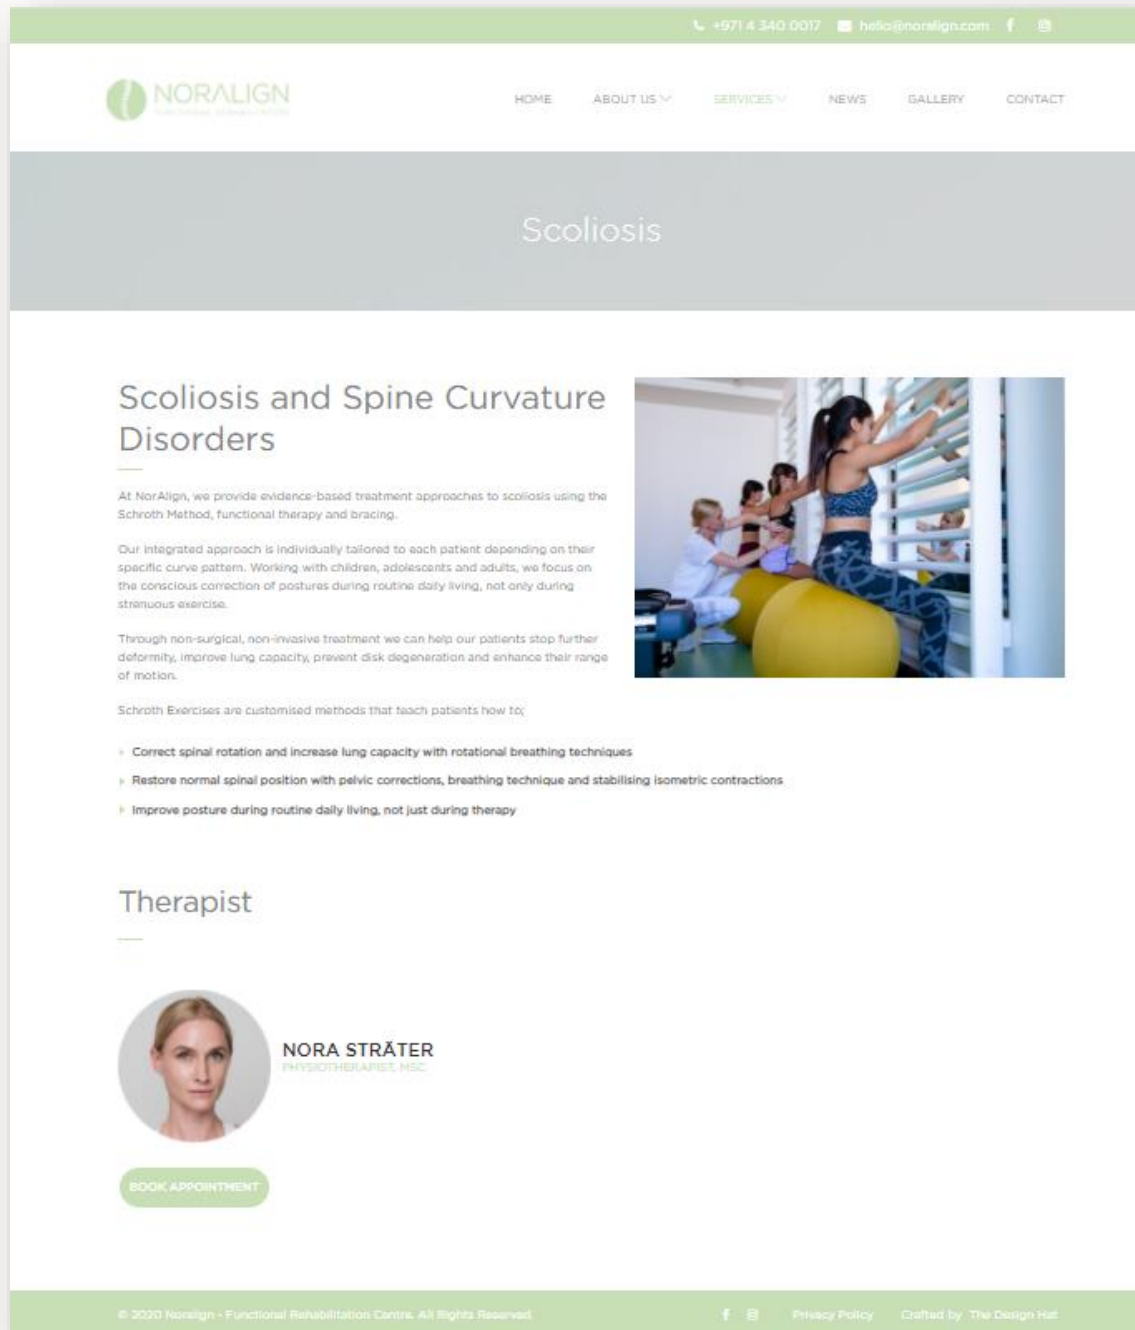 +971 4 340 0017 hello@noralign.com
NORALIGN
HOME ABOUT US SERVICES NEWS GALLERY CONTACT
Scoliosis
Scoliosis and Spine Curvature
Disorders
At NorAlign, we provide evidence-based treatment approaches to scoliosis using the
Schroth Method, functional therapy and bracing.
Our integrated approach is individually tailored to each patient depending on their
specific curve pattern. Working with children, adolescents and adults, we focus on
the conscious correction of postures during routine daily living, not only during
strenuous exercise.
Through non-surgical, non-invasive treatment we can help our patients stop further
deformity, improve lung capacity, prevent disk degeneration and enhance their range
of motion.
Schroth Exercises are customised methods that teach patients how to;
Correct spinal rotation and increase lung capacity with rotational breathing techniques
Restore normal spinal position with pelvic corrections, breathing technique and stabilising isometric contractions
Improve posture during routine daily living, not just during therapy
Therapist
NORA STRÄTER
PHYSIOTHERAPIST, MSC
BOOK APPOINTMENT
© 2020 Noralign - Functional Rehabilitation Centre. All Rights Reserved. Privacy Policy Crafted by The Design Hat